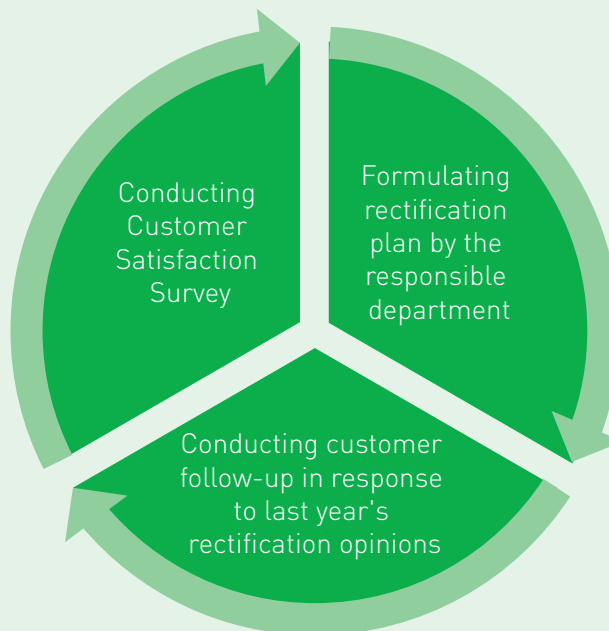 Conducting
Customer
Satisfaction
Survey
Formulating
rectification
plan by the
responsible
department
Conducting customer
follow-up in response
to last year's
rectification opinions